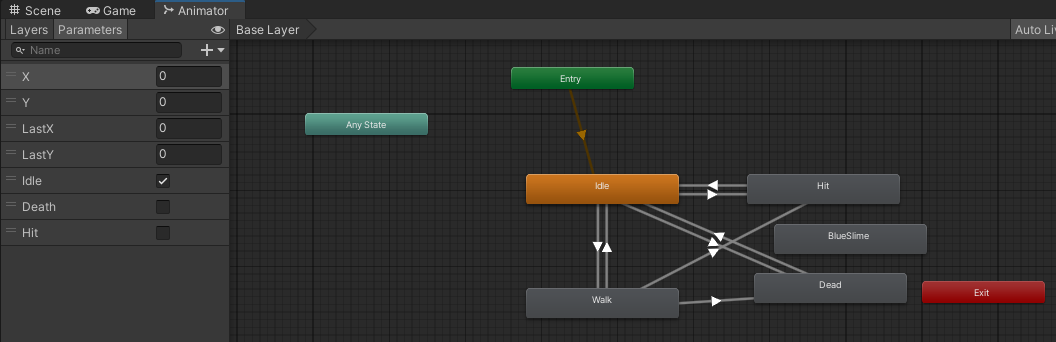 Scene Game Animator
Layers Parameters Base Layer Auto Li
Name
X 0
Y 0
LastX 0
LastY 0
Idle
Death
Hit
Entry
Any State
Idle
Hit
BlueSlime
Walk
Dead
Exit